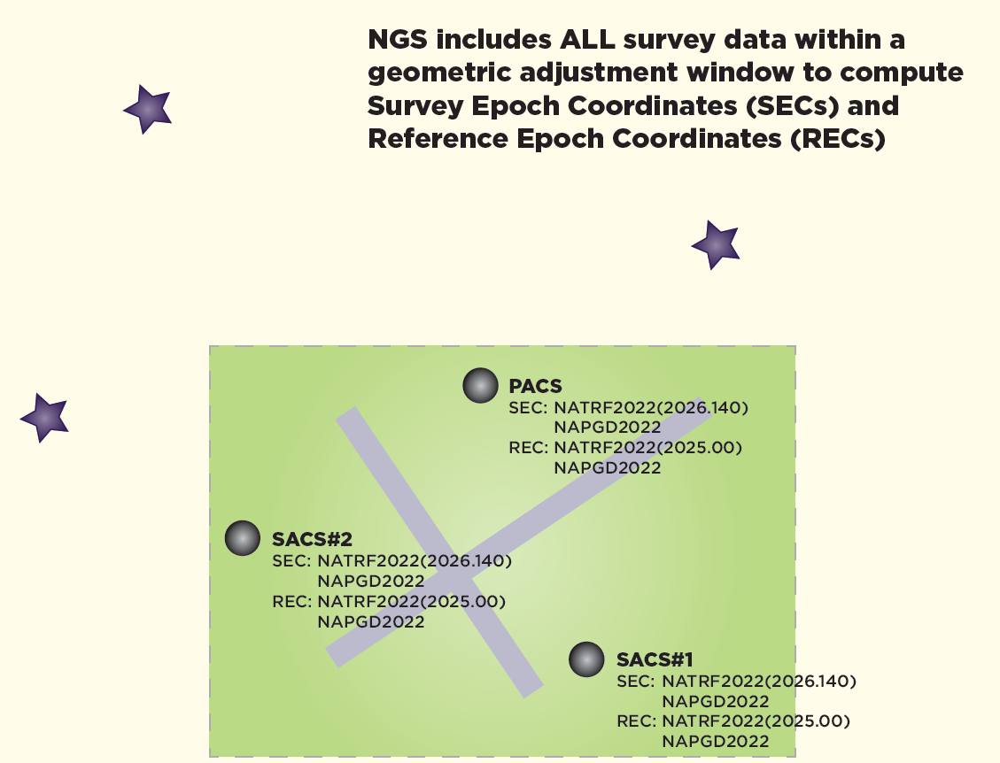 NGS includes ALL survey data within a
geometric adjustment window to compute
Survey Epoch Coordinates (SECs) and
Reference Epoch Coordinates (RECs)
PACS
SEC: NATRF2022(2026.140)
NAPGD2022
REC: NATRF2022(2025.00)
NAPGD2022
SACS#2
SEC: NATRF2022(2026.140)
NAPGD2022
REC: NATRF2022(2025.00)
NAPGD2022
SACS#1
SEC: NATRF2022(2026.140)
NAPGD2022
REC: NATRF2022(2025.00)
NAPGD2022